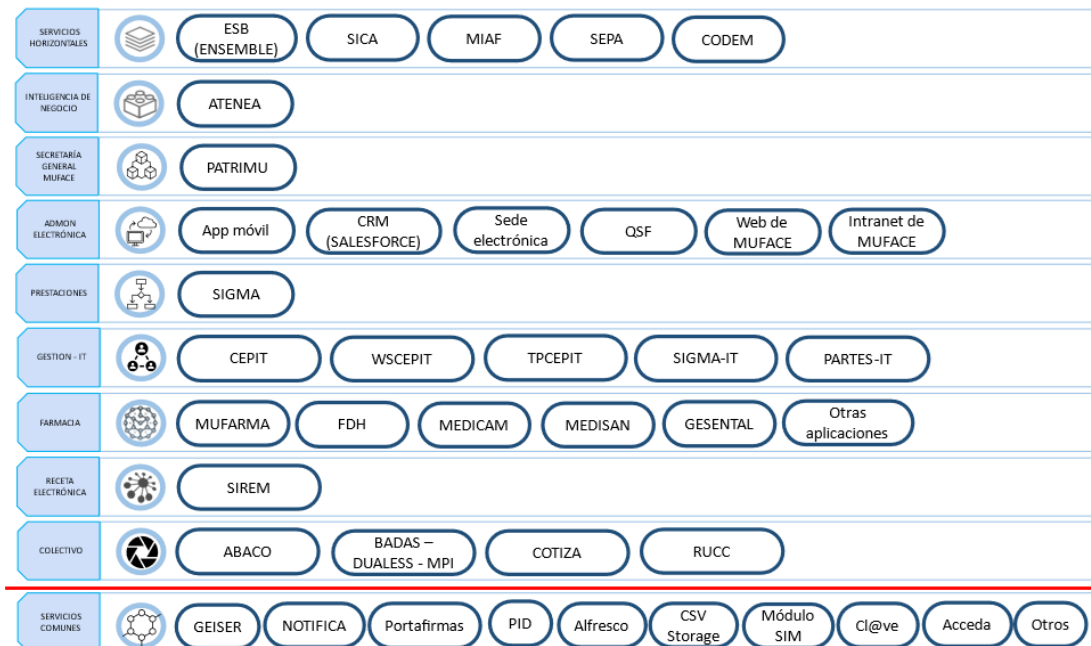 SERVICIOS
HORIZONTALES
ESB
(ENSEMBLE)
SICA
MIAF
SEPA
CODEM
INTELIGENCIA DE
NEGOCIO
ATENEA
SECRETARÍA
GENERAL
MUFACE
PATRIMU
ADMON
ELECTRÓNICA
App móvil
CRM
(SALESFORCE)
Sede
electrónica
QSF
Web de
MUFACE
Intranet de
MUFACE
PRESTACIONES
SIGMA
GESTION - IT
CEPIT
WSCEPIT
TPCEPIT
SIGMA-IT
PARTES-IT
FARMACIA
MUFARMA
FDH
MEDICAM
MEDISAN
GESENTAL
Otras
aplicaciones
RECETA
ELECTRÓNICA
SIREM
COLECTIVO
ABACO
BADAS –
DUALESS - MPI
COTIZA
RUCC
SERVICIOS
COMUNES
GEISER
NOTIFICA
Portafirmas
PID
Alfresco
CSV
Storage
Módulo
SIM
Cl@ve
Acceda
Otros